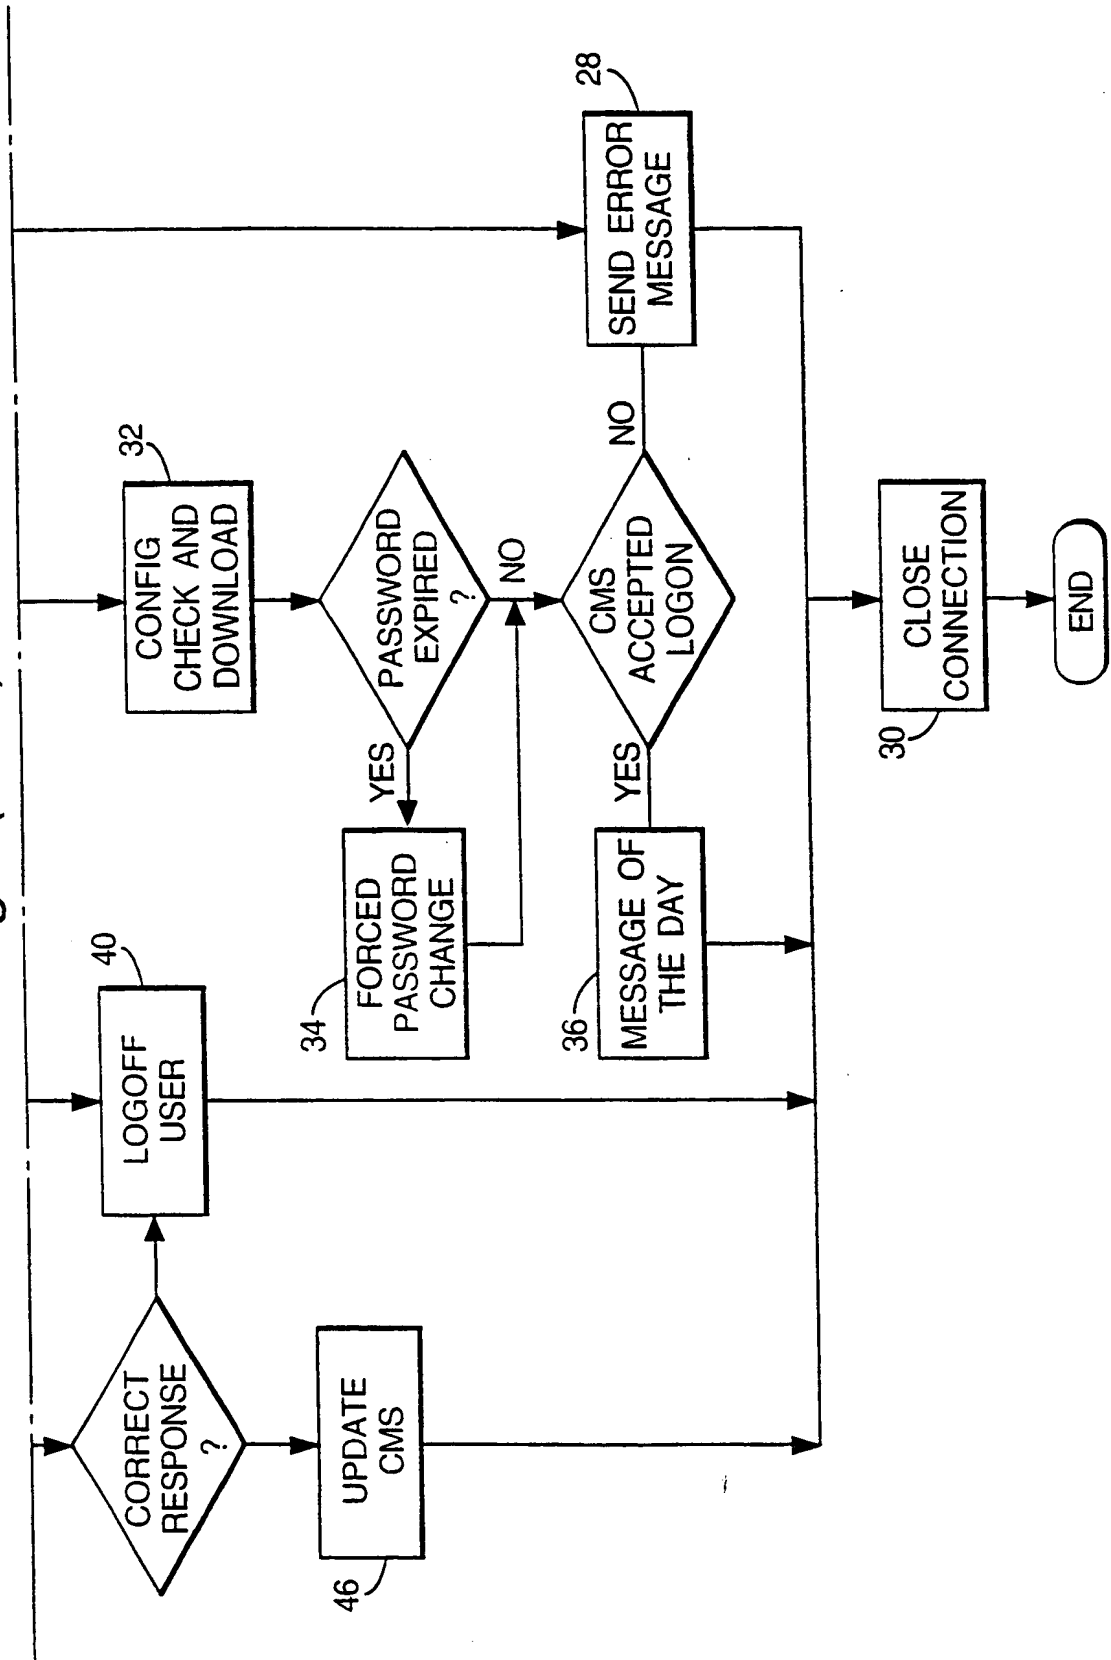 CORRECT
RESPONSE
?
40
LOGOFF
USER
46
UPDATE
CMS
32
CONFIG
CHECK AND
DOWNLOAD
PASSWORD
EXPIRED
?
YES
NO
34
FORCED
PASSWORD
CHANGE
CMS
ACCEPTED
LOGON
YES
NO
36
MESSAGE OF
THE DAY
28
SEND ERROR
MESSAGE
30
CLOSE
CONNECTION
END